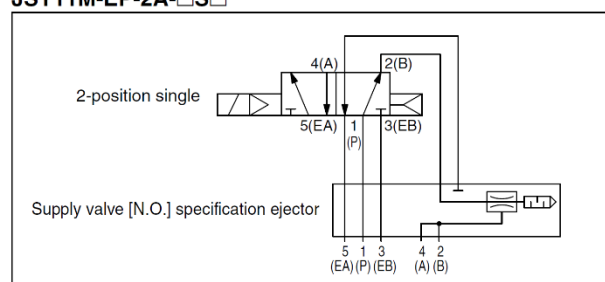 4(A) 2(B)
2-position single
5(EA) 1 3(EB)
(P)
Supply valve [N.O.] specification ejector
5 1 3 4 2
(EA) (P) (EB) (A) (B)